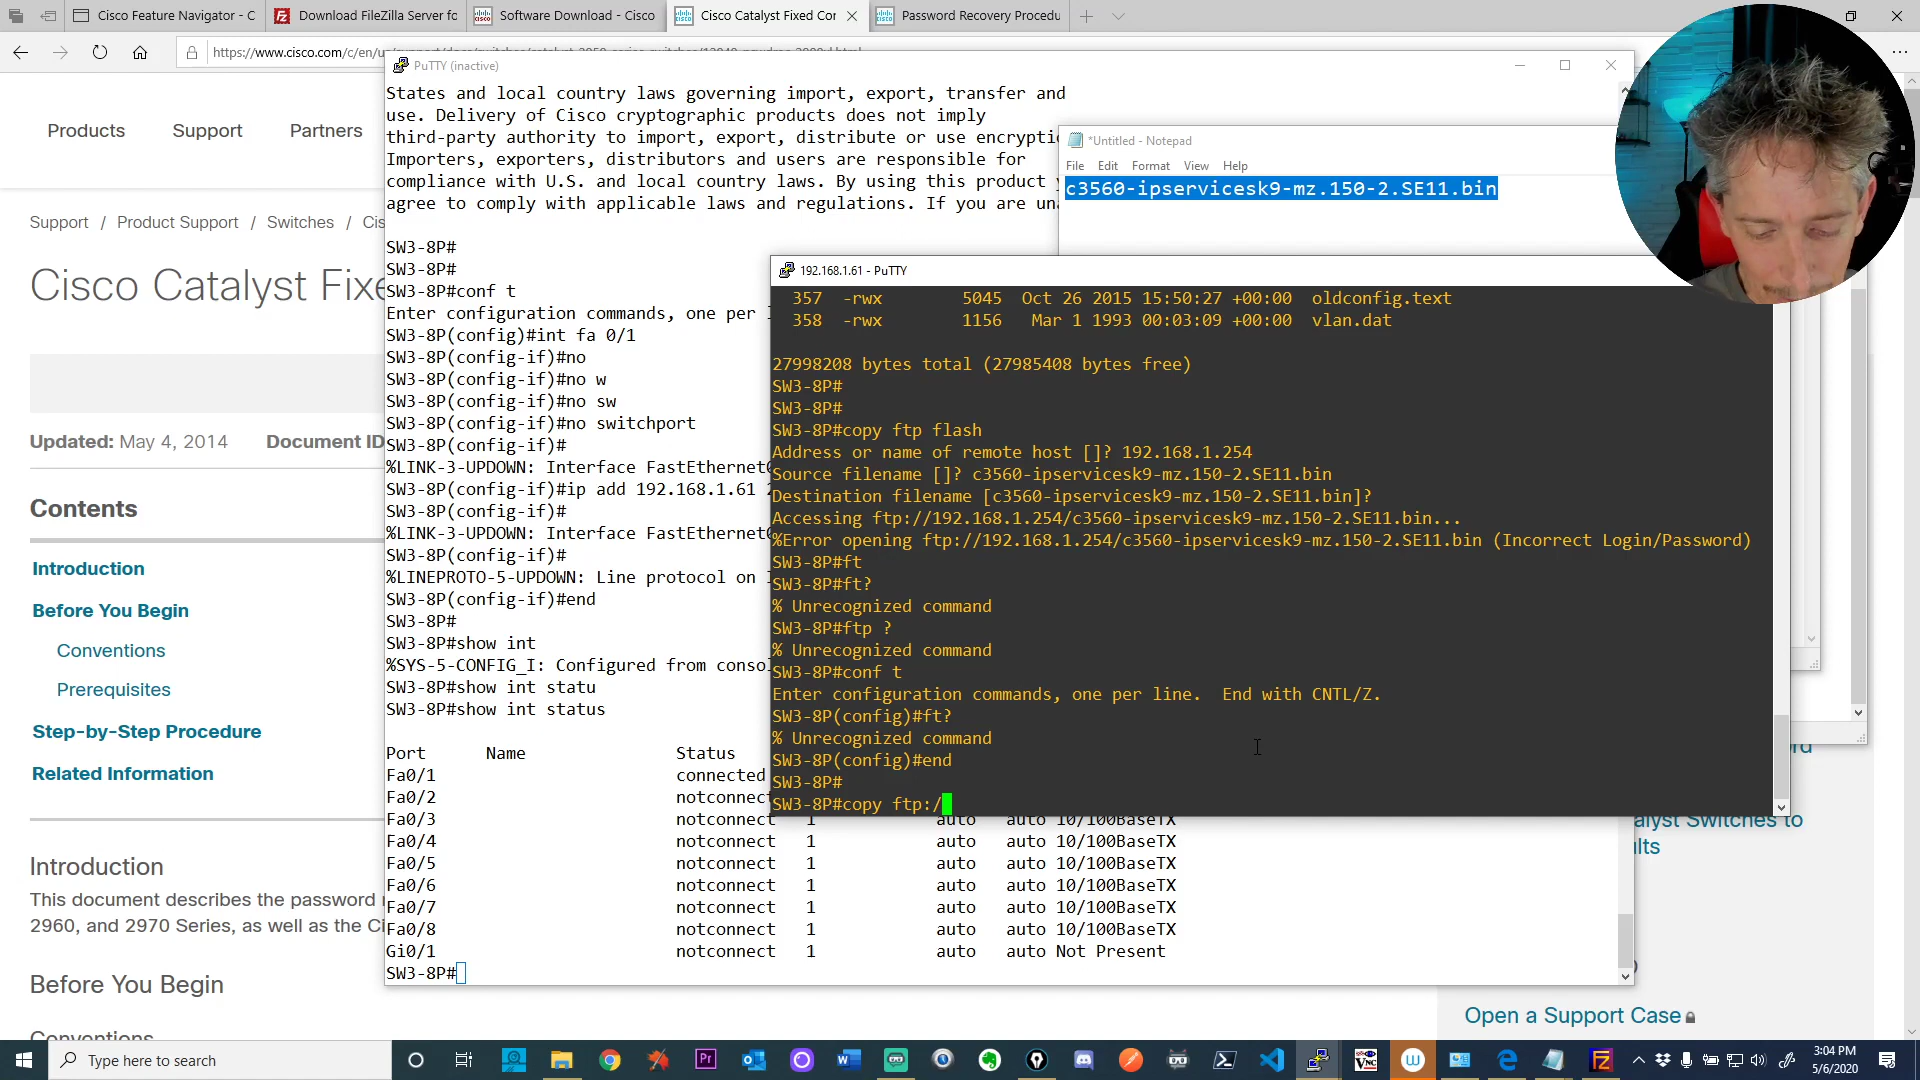 Cisco Feature Navigator - C
Download FileZilla Server fo
Software Download - Cisco
Cisco Catalyst Fixed Cor
Password Recovery Procedu
https://www.cisco.com/c/en/u
Products
Support
Partners
Support / Product Support / Switches / Cis
Cisco Catalyst Fixe
Updated: May 4, 2014
Document ID
Contents
Introduction
Before You Begin
Conventions
Prerequisites
Step-by-Step Procedure
Related Information
Introduction
This document describes the password
2960, and 2970 Series, as well as the Ci
Before You Begin
Conventions
PuTTY (inactive)
States and local country laws governing import, export, transfer and
use. Delivery of Cisco cryptographic products does not imply
third-party authority to import, export, distribute or use encryptio
Importers, exporters, distributors and users are responsible for
compliance with U.S. and local country laws. By using this product
agree to comply with applicable laws and regulations. If you are una
SW3-8P#
SW3-8P#
SW3-8P#conf t
Enter configuration commands, one per l
SW3-8P(config)#int fa 0/1
SW3-8P(config-if)#no
SW3-8P(config-if)#no w
SW3-8P(config-if)#no sw
SW3-8P(config-if)#no switchport
SW3-8P(config-if)#
%LINK-3-UPDOWN: Interface FastEthernet
SW3-8P(config-if)#ip add 192.168.1.61 2
SW3-8P(config-if)#
%LINK-3-UPDOWN: Interface FastEthernet
SW3-8P(config-if)#
%LINEPROTO-5-UPDOWN: Line protocol on
SW3-8P(config-if)#end
SW3-8P#
SW3-8P#show int
%SYS-5-CONFIG_I: Configured from conso
SW3-8P#show int statu
SW3-8P#show int status
Port Name Status
Fa0/1 connected
Fa0/2 notconnect
Fa0/3 notconnect 1 auto auto 10/100BaseTX
Fa0/4 notconnect 1 auto auto 10/100BaseTX
Fa0/5 notconnect 1 auto auto 10/100BaseTX
Fa0/6 notconnect 1 auto auto 10/100BaseTX
Fa0/7 notconnect 1 auto auto 10/100BaseTX
Fa0/8 notconnect 1 auto auto 10/100BaseTX
Gi0/1 notconnect 1 auto auto Not Present
SW3-8P#
*Untitled - Notepad
File Edit Format View Help
c3560-ipservicesk9-mz.150-2.SE11.bin
192.168.1.61 - PuTTY
357 -rwx 5045 Oct 26 2015 15:50:27 +00:00 oldconfig.text
358 -rwx 1156 Mar 1 1993 00:03:09 +00:00 vlan.dat
27998208 bytes total (27985408 bytes free)
SW3-8P#
SW3-8P#
SW3-8P#copy ftp flash
Address or name of remote host []? 192.168.1.254
Source filename []? c3560-ipservicesk9-mz.150-2.SE11.bin
Destination filename [c3560-ipservicesk9-mz.150-2.SE11.bin]?
Accessing ftp://192.168.1.254/c3560-ipservicesk9-mz.150-2.SE11.bin...
%Error opening ftp://192.168.1.254/c3560-ipservicesk9-mz.150-2.SE11.bin (Incorrect Login/Password)
SW3-8P#ft
SW3-8P#ft?
% Unrecognized command
SW3-8P#ftp ?
% Unrecognized command
SW3-8P#conf t
Enter configuration commands, one per line.  End with CNTL/Z.
SW3-8P(config)#ft?
% Unrecognized command
SW3-8P(config)#end
SW3-8P#
SW3-8P#copy ftp:/
alyst Switches to
ults
Open a Support Case
Type here to search
3:04 PM
5/6/2020